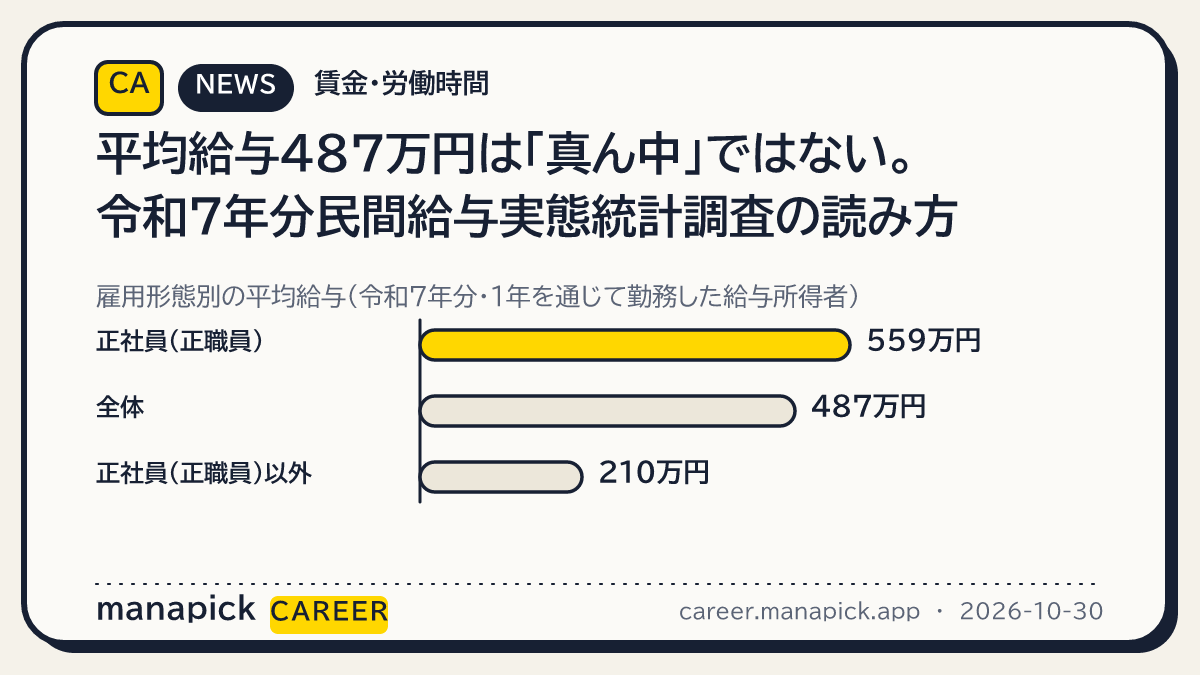 CA NEWS 賃金・労働時間
平均給与487万円は「真ん中」ではない。
令和7年分民間給与実態統計調査の読み方
雇用形態別の平均給与（令和7年分・1年を通じて勤務した給与所得者）
正社員（正職員） 559万円
全体 487万円
正社員（正職員）以外 210万円
manapick CAREER career.manapick.app ・ 2026-10-30